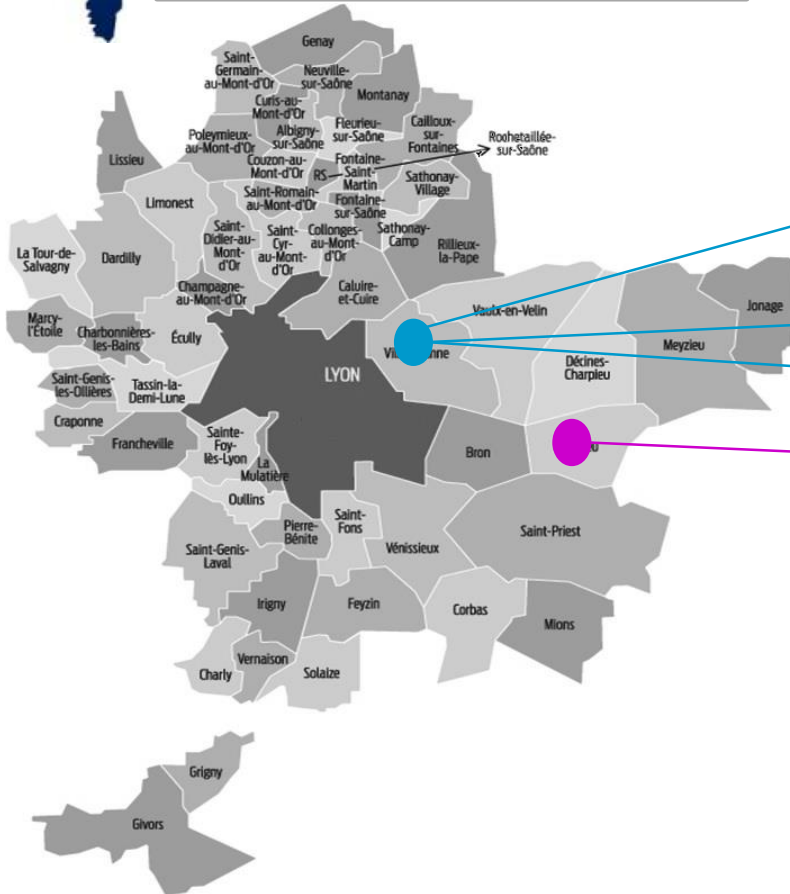 Genay
Saint-
Germain-
au-Mont-d'Or
Neuville-
sur-Saône
Curis-au-
Mont-d'Or
Montanay
Poleymieux-
au-Mont-d'Or
Albigny-
sur-Saône
Fleurieu-
sur-Saône
Cailloux-
sur-
Fontaines
Rochetaillée-
sur-Saône
Lissieu
Couzon-au-
Mont-d'Or
RS
Fontaine-
Saint-
Martin
Sathonay-
Village
Limonest
Saint-Romain-
au-Mont-d'Or
Fontaine-
sur-Saône
La Tour-de-
Salvagny
Dardilly
Saint-
Didier-au-
Mont-
d'Or
Saint-
Cyr-
au-Mont-
d'Or
Collonges-
au-Mont-
d'Or
Sathonay-
Camp
Rillieux-
la-Pape
Champagne-
au-Mont-d'Or
Caluire-
et-Cuire
Vaulx-en-Velin
Jonage
Marcy-
l'Étoile
Charbonnières-
les-Bains
Écully
Meyzieu
Décines-
Charpieu
LYON
Saint-Genis-
les-Ollières
Tassin-la-
Demi-Lune
Craponne
Francheville
Sainte-
Foy-
lès-Lyon
La
Mulatière
Bron
Oullins
Pierre-
Bénite
Saint-
Fons
Vénissieux
Saint-Priest
Saint-Genis-
Laval
Irigny
Feyzin
Corbas
Mions
Charly
Vernaison
Solaize
Grigny
Givors